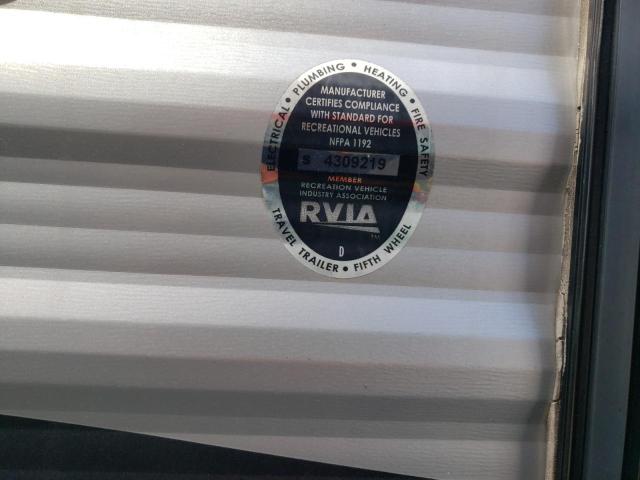 ELECTRICAL • PLUMBING • HEATING • FIRE SAFETY
MANUFACTURER
CERTIFIES COMPLIANCE
WITH STANDARD FOR
RECREATIONAL VEHICLES
NFPA 1192
S 4309219
MEMBER
RECREATION VEHICLE
INDUSTRY ASSOCIATION
RVIA
TM
D
TRAVEL TRAILER • FIFTH WHEEL